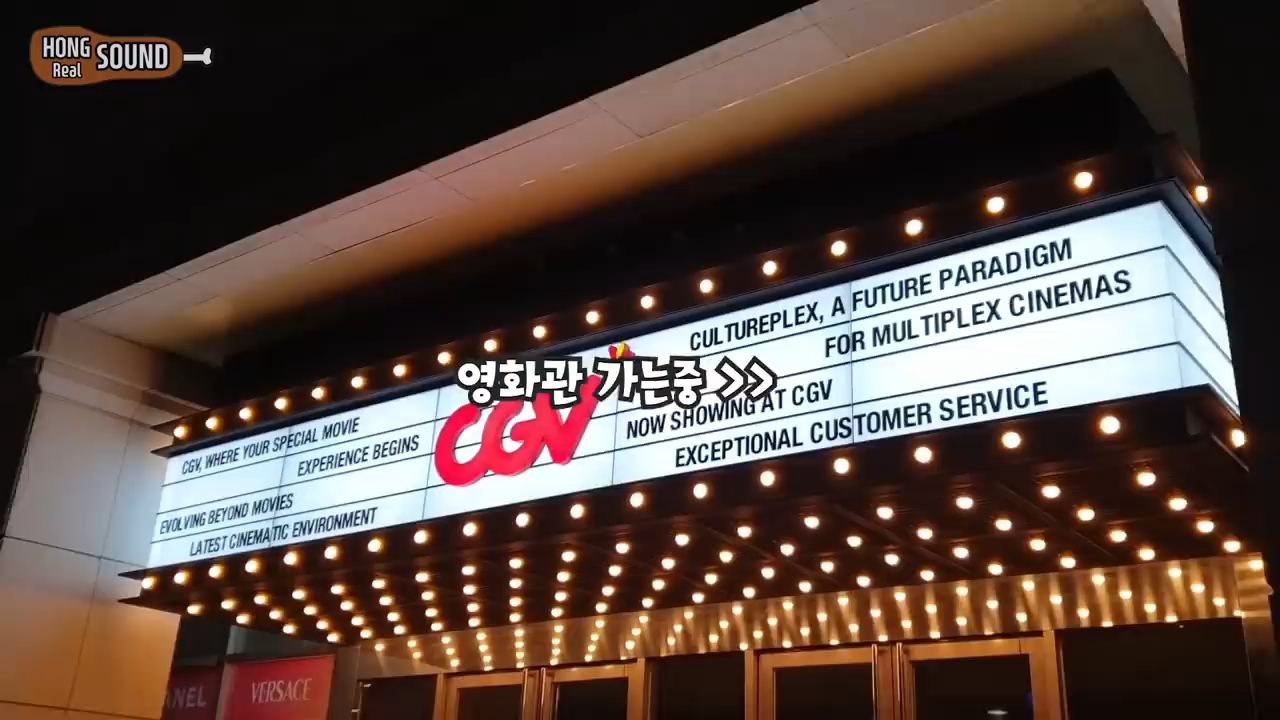 HONG
Real SOUND
영화관 가는중 >>
CGV, WHERE YOUR SPECIAL MOVIE
EXPERIENCE BEGINS
EVOLVING BEYOND MOVIES
LATEST CINEMATIC ENVIRONMENT
CGV
CULTUREPLEX, A FUTURE PARADIGM
FOR MULTIPLEX CINEMAS
NOW SHOWING AT CGV
EXCEPTIONAL CUSTOMER SERVICE
ANEL
VERSACE